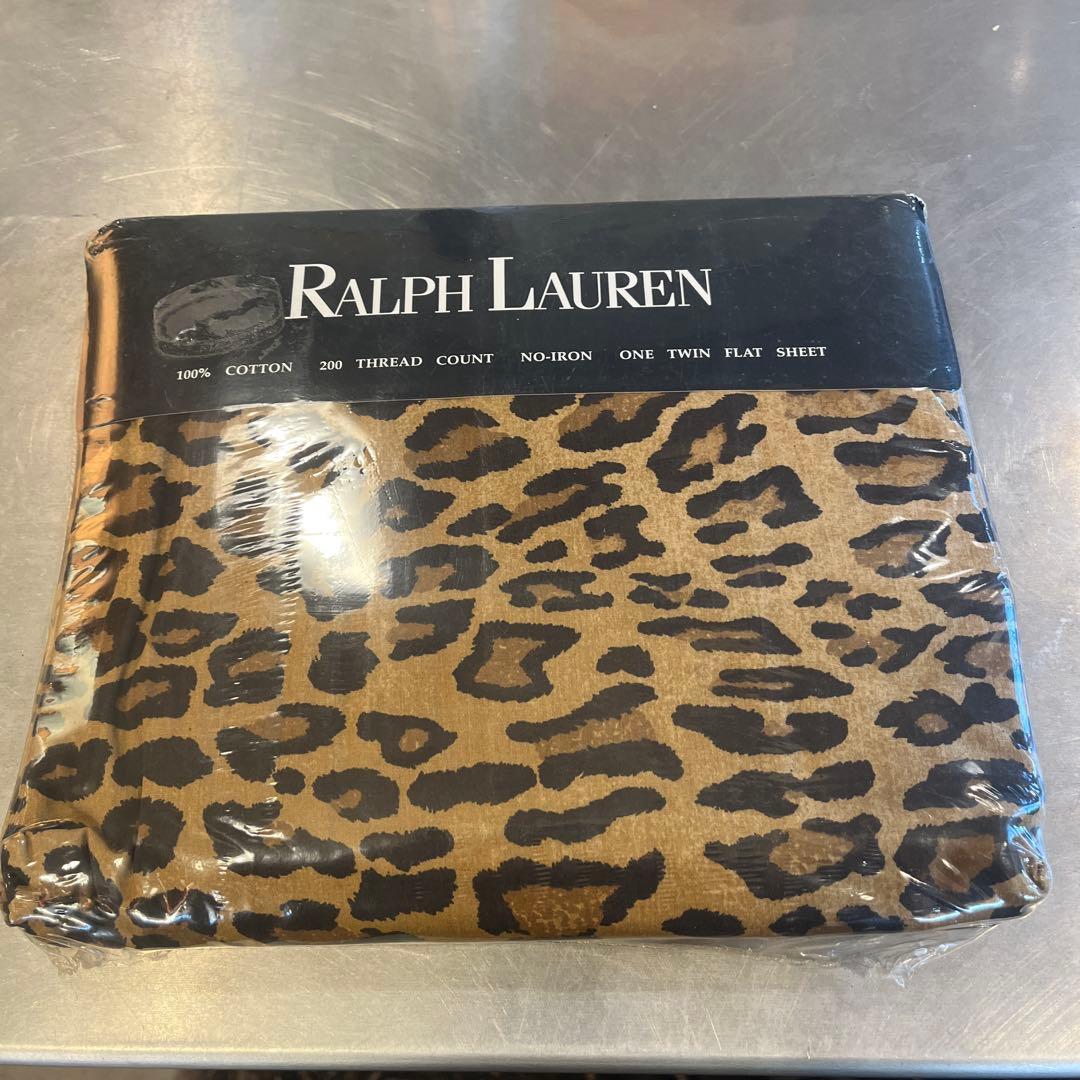 RALPH LAUREN
100% COTTON 200 THREAD COUNT NO-IRON ONE TWIN FLAT SHEET